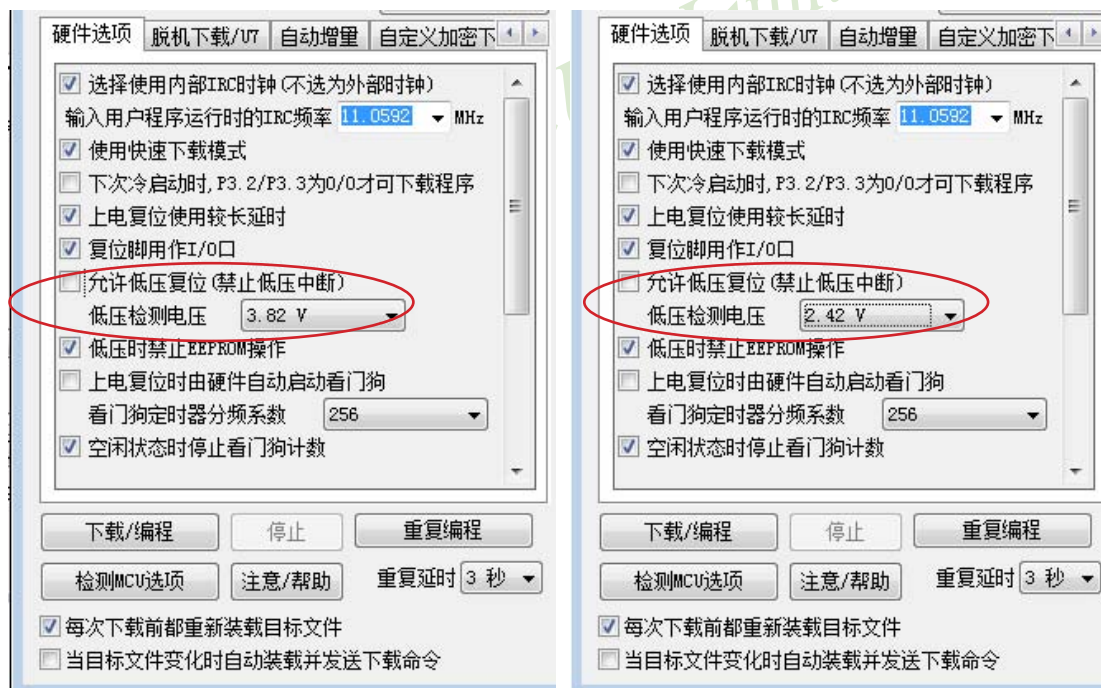 硬件选项 脱机下载/U7 自动增量 自定义加密下
选择使用内部IRC时钟(不选为外部时钟)
输入用户程序运行时的IRC频率 11.0592 MHz
使用快速下载模式
下次冷启动时,P3.2/P3.3为0/0才可下载程序
上电复位使用较长延时
复位脚用作I/O口
允许低压复位(禁止低压中断)
低压检测电压 3.82 V
低压时禁止EEPROM操作
上电复位时由硬件自动启动看门狗
看门狗定时器分频系数 256
空闲状态时停止看门狗计数
下载/编程 停止 重复编程
检测MCU选项 注意/帮助 重复延时 3 秒
每次下载前都重新装载目标文件
当目标文件变化时自动装载并发送下载命令
硬件选项 脱机下载/U7 自动增量 自定义加密下
选择使用内部IRC时钟(不选为外部时钟)
输入用户程序运行时的IRC频率 11.0592 MHz
使用快速下载模式
下次冷启动时,P3.2/P3.3为0/0才可下载程序
上电复位使用较长延时
复位脚用作I/O口
允许低压复位(禁止低压中断)
低压检测电压 2.42 V
低压时禁止EEPROM操作
上电复位时由硬件自动启动看门狗
看门狗定时器分频系数 256
空闲状态时停止看门狗计数
下载/编程 停止 重复编程
检测MCU选项 注意/帮助 重复延时 3 秒
每次下载前都重新装载目标文件
当目标文件变化时自动装载并发送下载命令